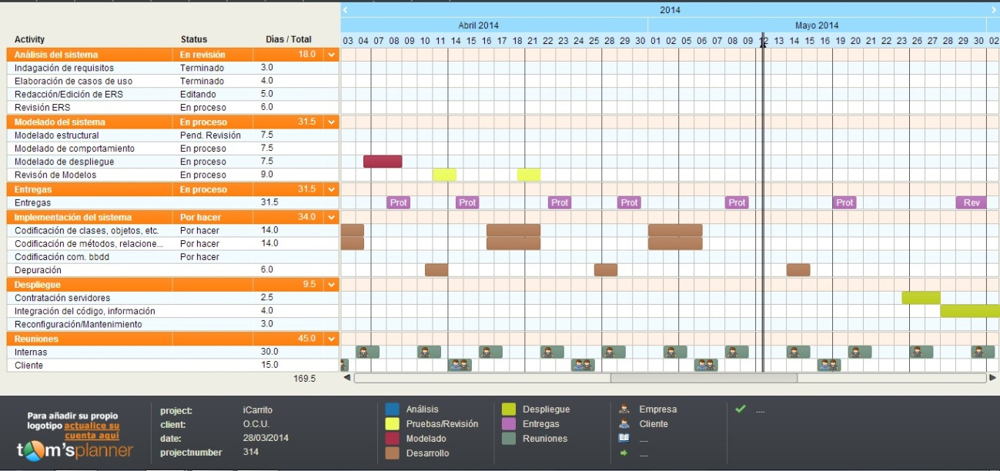 2014
Abril 2014 Mayo 2014
Activity Status Dias / Total 03 04 07 08 09 10 11 14 15 16 17 18 21 22 23 24 25 28 29 30 01 02 05 06 07 08 09 12 13 14 15 16 19 20 21 22 23 26 27 28 29 30 02
Análisis del sistema En revisión 18.0
Indagación de requisitos Terminado 3.0
Elaboración de casos de uso Terminado 4.0
Redacción/Edición de ERS Editando 5.0
Revisión ERS En proceso 6.0
Modelado del sistema En proceso 31.5
Modelado estructural Pend. Revisión 7.5
Modelado de comportamiento En proceso 7.5
Modelado de despliegue En proceso 7.5
Revisón de Modelos En proceso 9.0
Entregas En proceso 31.5
Entregas 31.5 Prot Prot Prot Prot Prot Prot Rev
Implementación del sistema Por hacer 34.0
Codificación de clases, objetos, etc. Por hacer 14.0
Codificación de métodos, relacione... Por hacer 14.0
Codificación com. bbdd Por hacer
Depuración 6.0
Despliegue 9.5
Contratación servidores 2.5
Integración del código, información 4.0
Reconfiguración/Mantenimiento 3.0
Reuniones 45.0
Internas 30.0
Cliente 15.0
169.5
Para añadir su propio
logotipo actualice su
cuenta aquí
tom'splanner
project: iCarrito
client: O.C.U.
date: 28/03/2014
projectnumber 314
Análisis
Pruebas/Revisión
Modelado
Desarrollo
Despliegue
Entregas
Reuniones
Empresa
Cliente
....
....
....